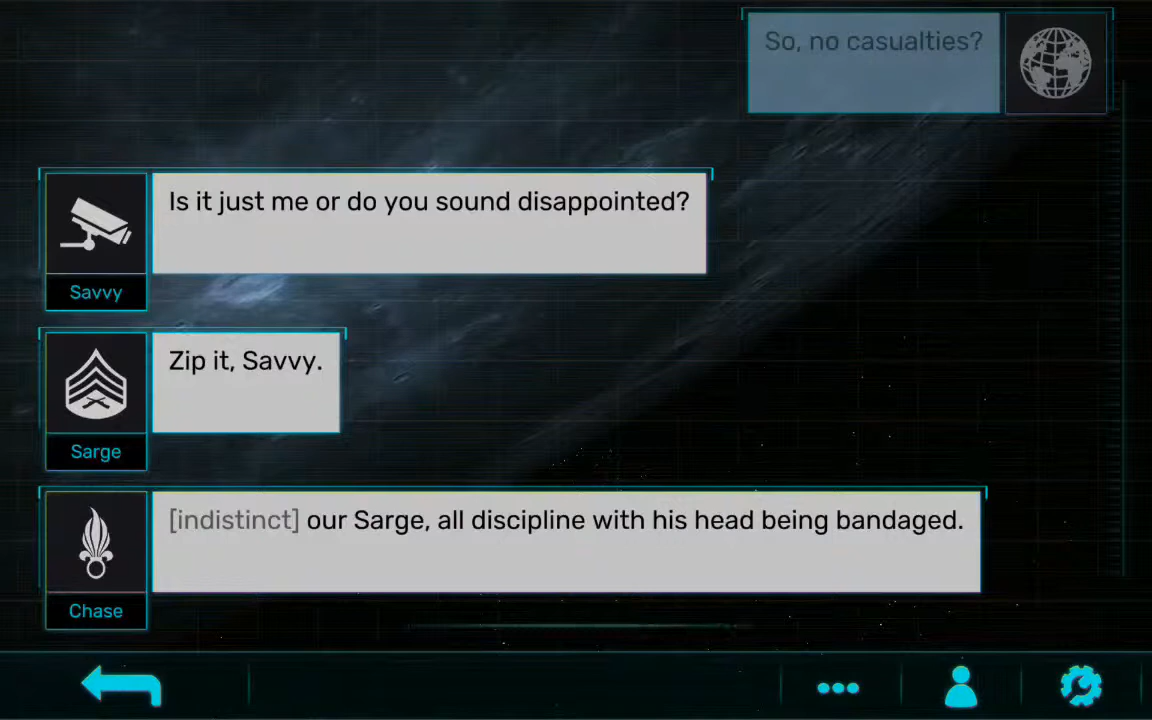 So, no casualties?
Is it just me or do you sound disappointed?
Savvy
Zip it, Savvy.
Sarge
[indistinct] our Sarge, all discipline with his head being bandaged.
Chase